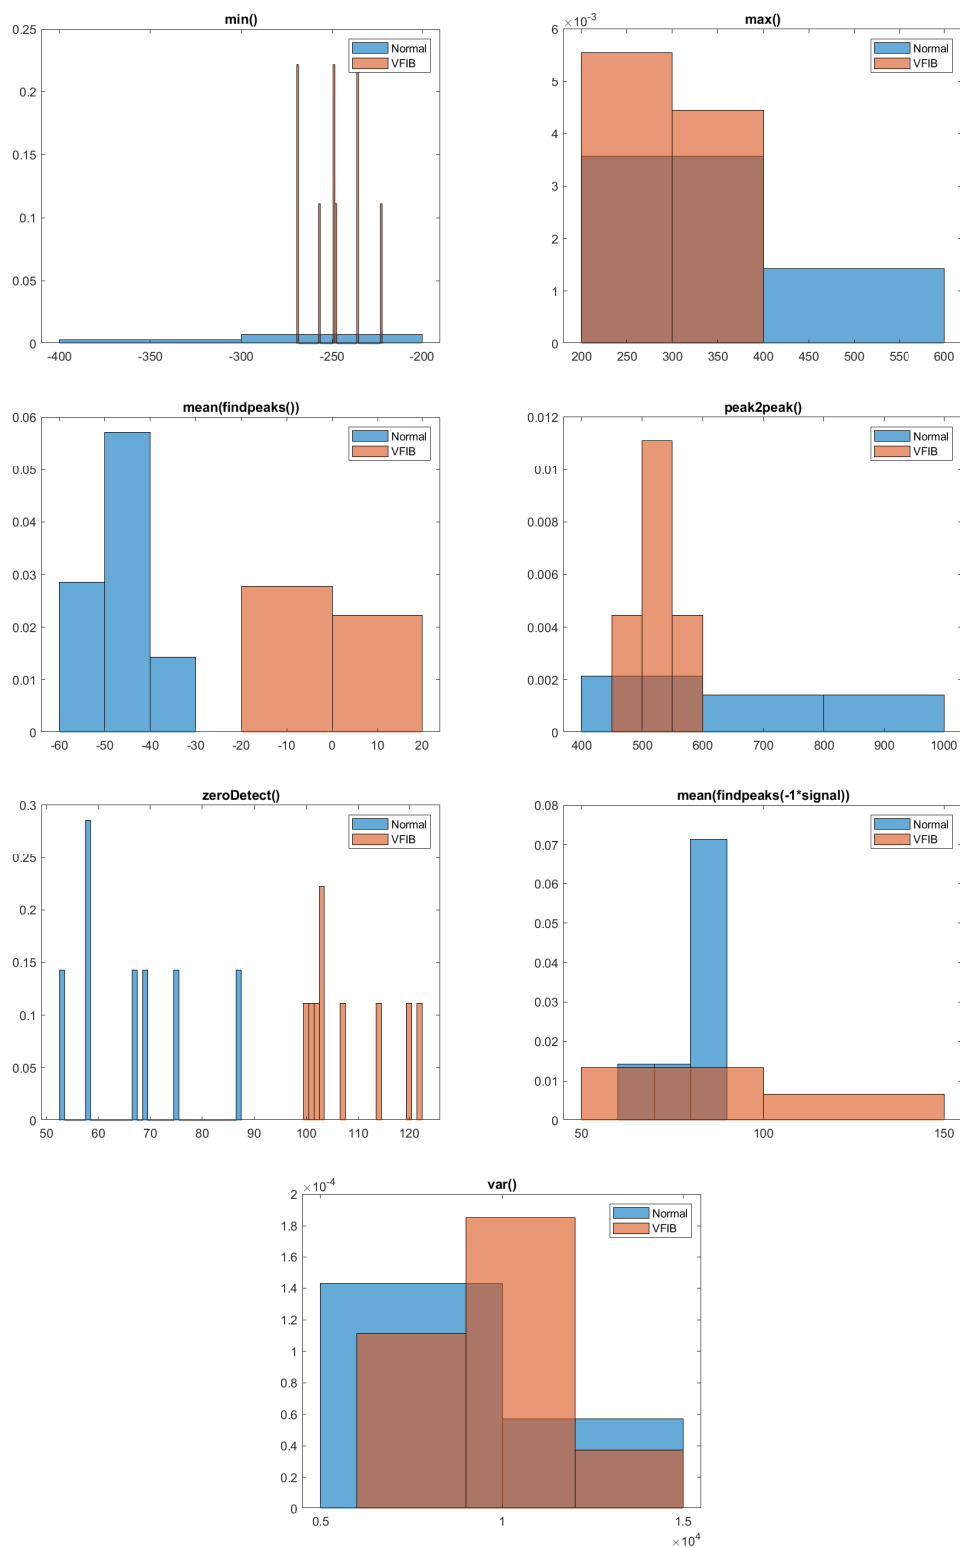 min()
0.25
0.2
0.15
0.1
0.05
0
-400 -350 -300 -250 -200
Normal
VFIB
max()
×10-3
6
5
4
3
2
1
0
200 250 300 350 400 450 500 550 600
Normal
VFIB
mean(findpeaks())
0.06
0.05
0.04
0.03
0.02
0.01
0
-60 -50 -40 -30 -20 -10 0 10 20
Normal
VFIB
peak2peak()
0.012
0.01
0.008
0.006
0.004
0.002
0
400 500 600 700 800 900 1000
Normal
VFIB
zeroDetect()
0.3
0.25
0.2
0.15
0.1
0.05
0
50 60 70 80 90 100 110 120
Normal
VFIB
mean(findpeaks(-1*signal))
0.08
0.07
0.06
0.05
0.04
0.03
0.02
0.01
0
50 100 150
Normal
VFIB
var()
×10-4
2
1.8
1.6
1.4
1.2
1
0.8
0.6
0.4
0.2
0
0.5 1 1.5
×104
Normal
VFIB